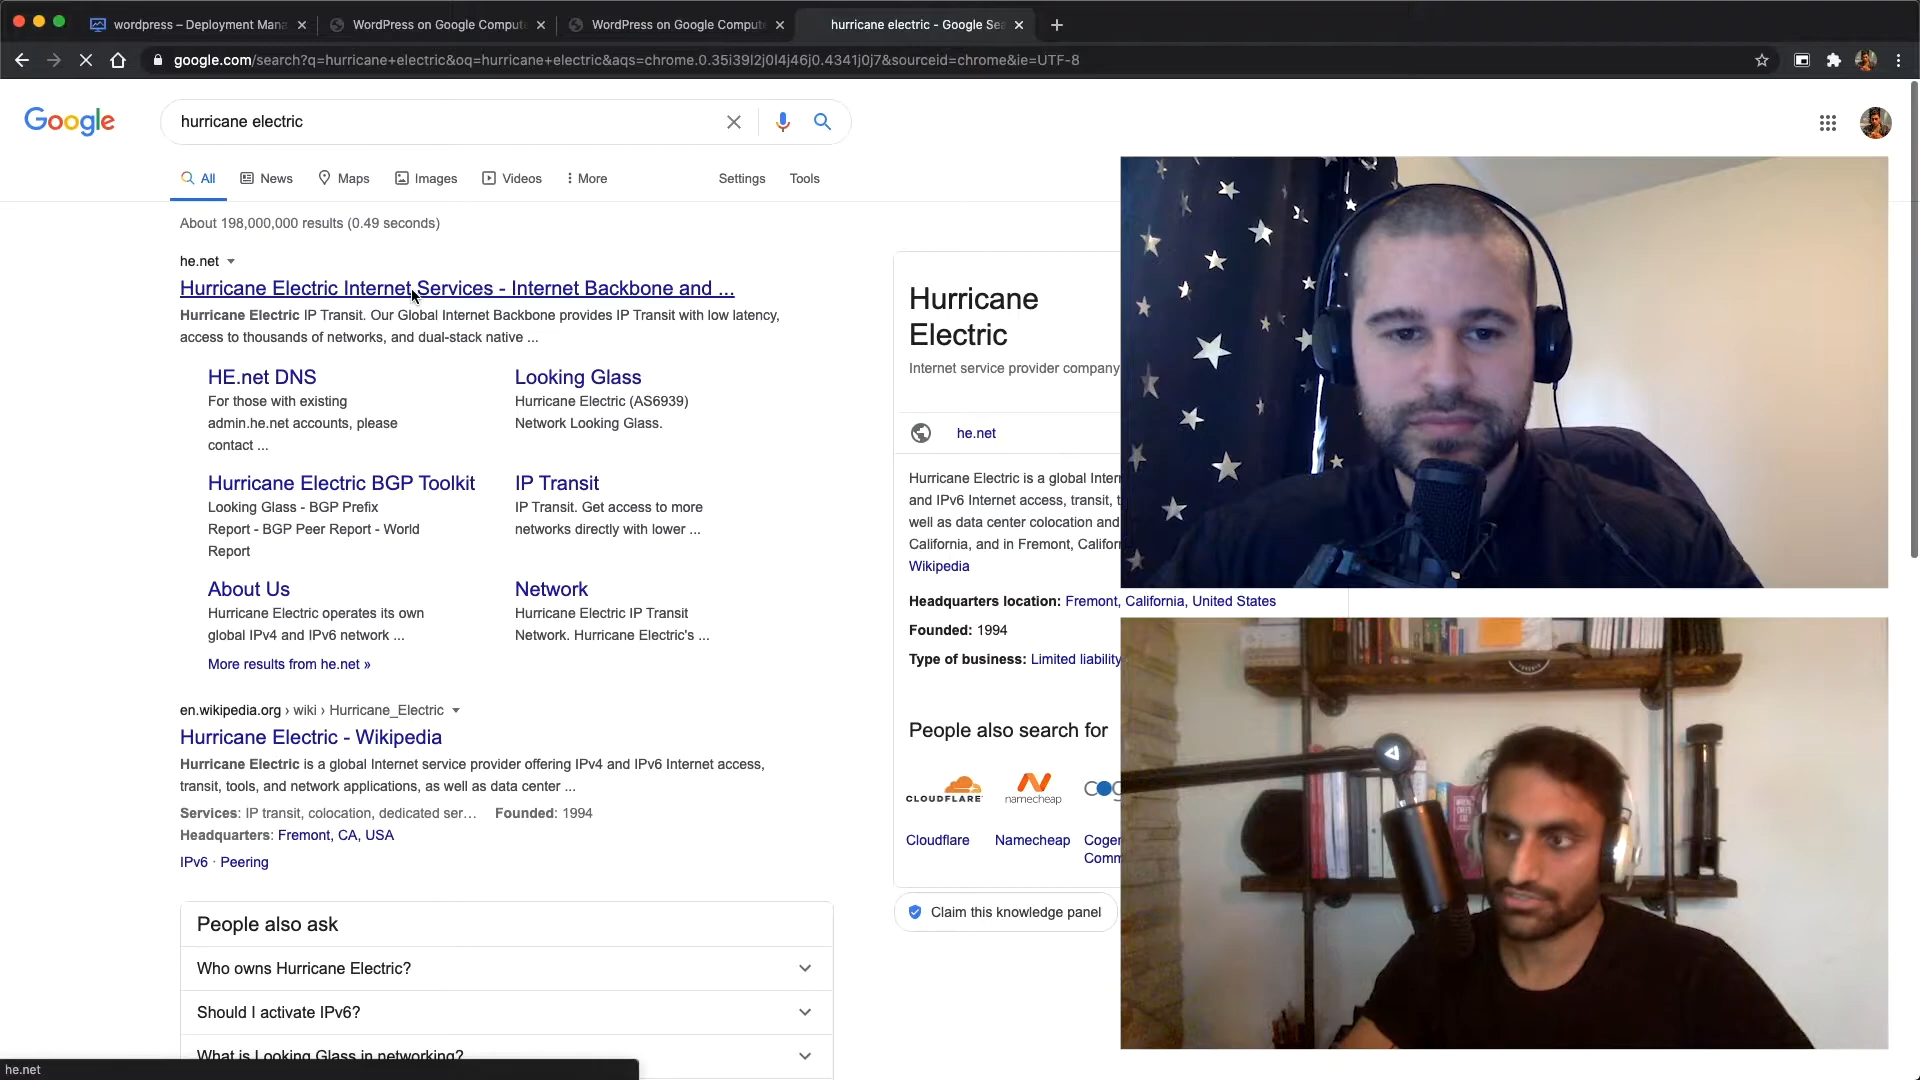 wordpress – Deployment Mana
WordPress on Google Compute
WordPress on Google Compute
hurricane electric - Google Sea
google.com/search?q=hurricane+electric&oq=hurricane+electric&aqs=chrome.0.35i39l2j0l4j46j0.4341j0j7&sourceid=chrome&ie=UTF-8
Google
hurricane electric
All
News
Maps
Images
Videos
More
Settings
Tools
About 198,000,000 results (0.49 seconds)
he.net
Hurricane Electric Internet Services - Internet Backbone and ...
Hurricane Electric IP Transit. Our Global Internet Backbone provides IP Transit with low latency,
access to thousands of networks, and dual-stack native ...
HE.net DNS
For those with existing
admin.he.net accounts, please
contact ...
Looking Glass
Hurricane Electric (AS6939)
Network Looking Glass.
Hurricane Electric BGP Toolkit
Looking Glass - BGP Prefix
Report - BGP Peer Report - World
Report
IP Transit
IP Transit. Get access to more
networks directly with lower ...
About Us
Hurricane Electric operates its own
global IPv4 and IPv6 network ...
Network
Hurricane Electric IP Transit
Network. Hurricane Electric's ...
More results from he.net »
en.wikipedia.org › wiki › Hurricane_Electric
Hurricane Electric - Wikipedia
Hurricane Electric is a global Internet service provider offering IPv4 and IPv6 Internet access,
transit, tools, and network applications, as well as data center ...
Services: IP transit, colocation, dedicated ser... Founded: 1994
Headquarters: Fremont, CA, USA
IPv6 · Peering
People also ask
Who owns Hurricane Electric?
Should I activate IPv6?
What is Looking Glass in networking?
he.net
Hurricane
Electric
Internet service provider company
he.net
Hurricane Electric is a global Inter
and IPv6 Internet access, transit, t
well as data center colocation and
California, and in Fremont, Californ
Wikipedia
Headquarters location: Fremont, California, United States
Founded: 1994
Type of business: Limited liability
People also search for
CLOUDFLARE
namecheap
cog
Cloudflare
Namecheap
Coger
Comm
Claim this knowledge panel